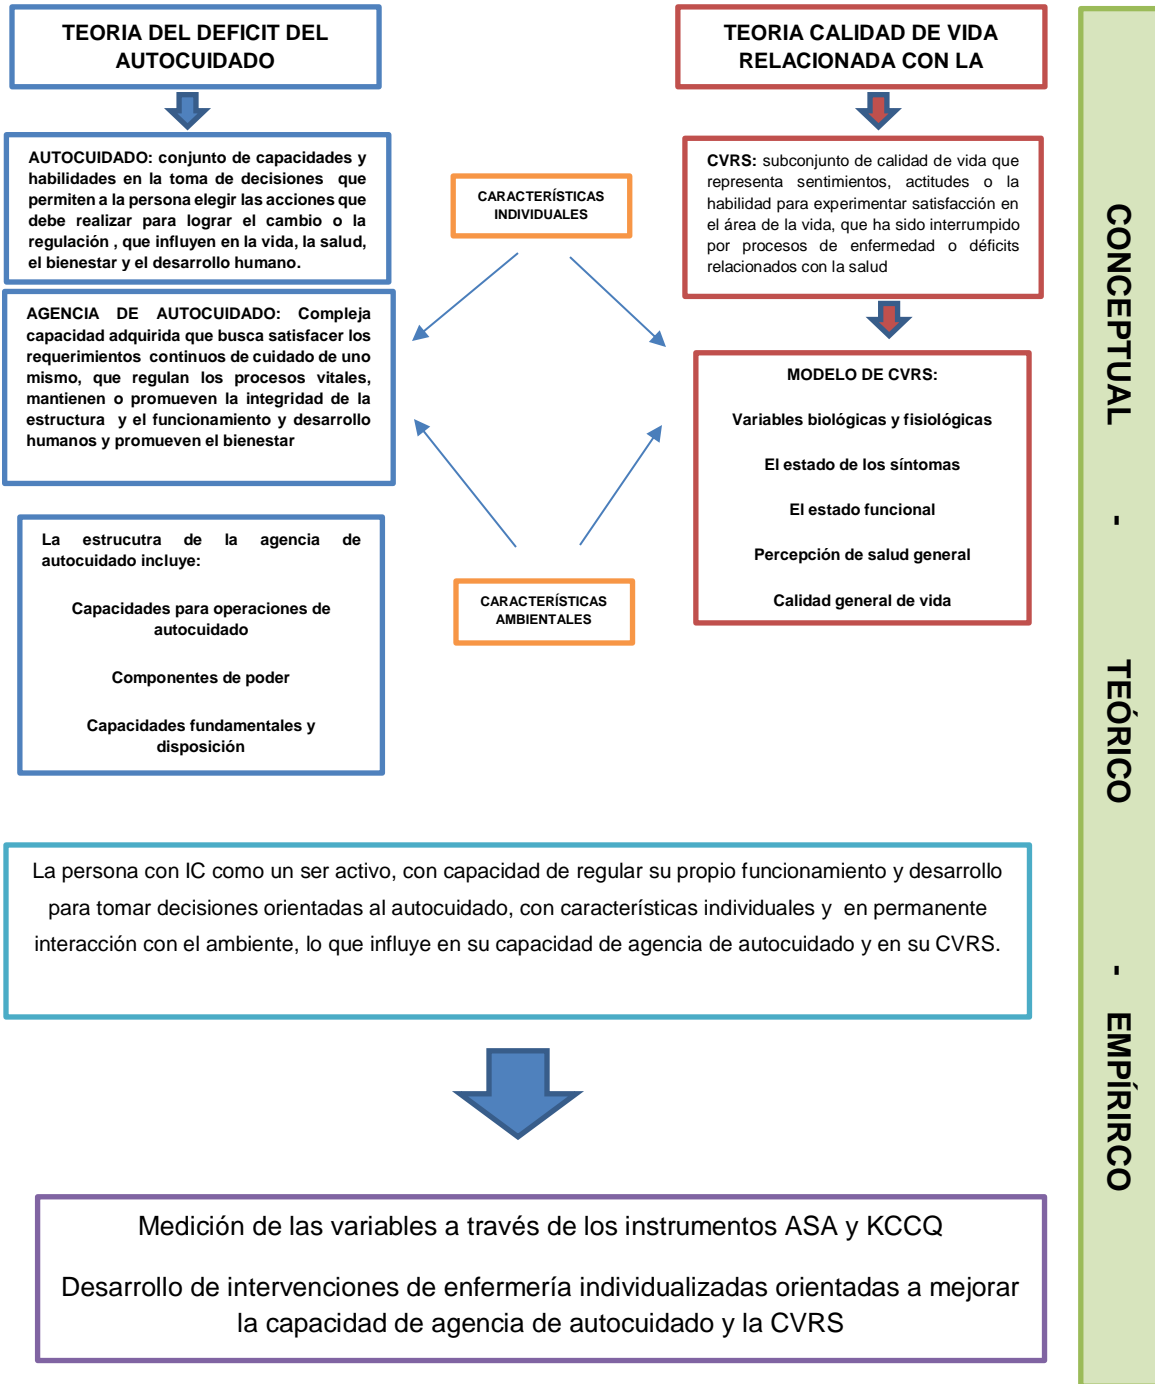 TEORIA DEL DEFICIT DEL
AUTOCUIDADO
AUTOCUIDADO: conjunto de capacidades y
habilidades en la toma de decisiones que
permiten a la persona elegir las acciones que
debe realizar para lograr el cambio o la
regulación , que influyen en la vida, la salud,
el bienestar y el desarrollo humano.
AGENCIA DE AUTOCUIDADO: Compleja
capacidad adquirida que busca satisfacer los
requerimientos continuos de cuidado de uno
mismo, que regulan los procesos vitales,
mantienen o promueven la integridad de la
estructura y el funcionamiento y desarrollo
humanos y promueven el bienestar
La estrucutra de la agencia de
autocuidado incluye:
Capacidades para operaciones de
autocuidado
Componentes de poder
Capacidades fundamentales y
disposición
CARACTERÍSTICAS
INDIVIDUALES
CARACTERÍSTICAS
AMBIENTALES
TEORIA CALIDAD DE VIDA
RELACIONADA CON LA
CVRS: subconjunto de calidad de vida que
representa sentimientos, actitudes o la
habilidad para experimentar satisfacción en
el área de la vida, que ha sido interrumpido
por procesos de enfermedad o déficits
relacionados con la salud
MODELO DE CVRS:
Variables biológicas y fisiológicas
El estado de los síntomas
El estado funcional
Percepción de salud general
Calidad general de vida
La persona con IC como un ser activo, con capacidad de regular su propio funcionamiento y desarrollo
para tomar decisiones orientadas al autocuidado, con características individuales y en permanente
interacción con el ambiente, lo que influye en su capacidad de agencia de autocuidado y en su CVRS.
Medición de las variables a través de los instrumentos ASA y KCCQ
Desarrollo de intervenciones de enfermería individualizadas orientadas a mejorar
la capacidad de agencia de autocuidado y la CVRS
CONCEPTUAL - TEÓRICO - EMPÍRIRCO